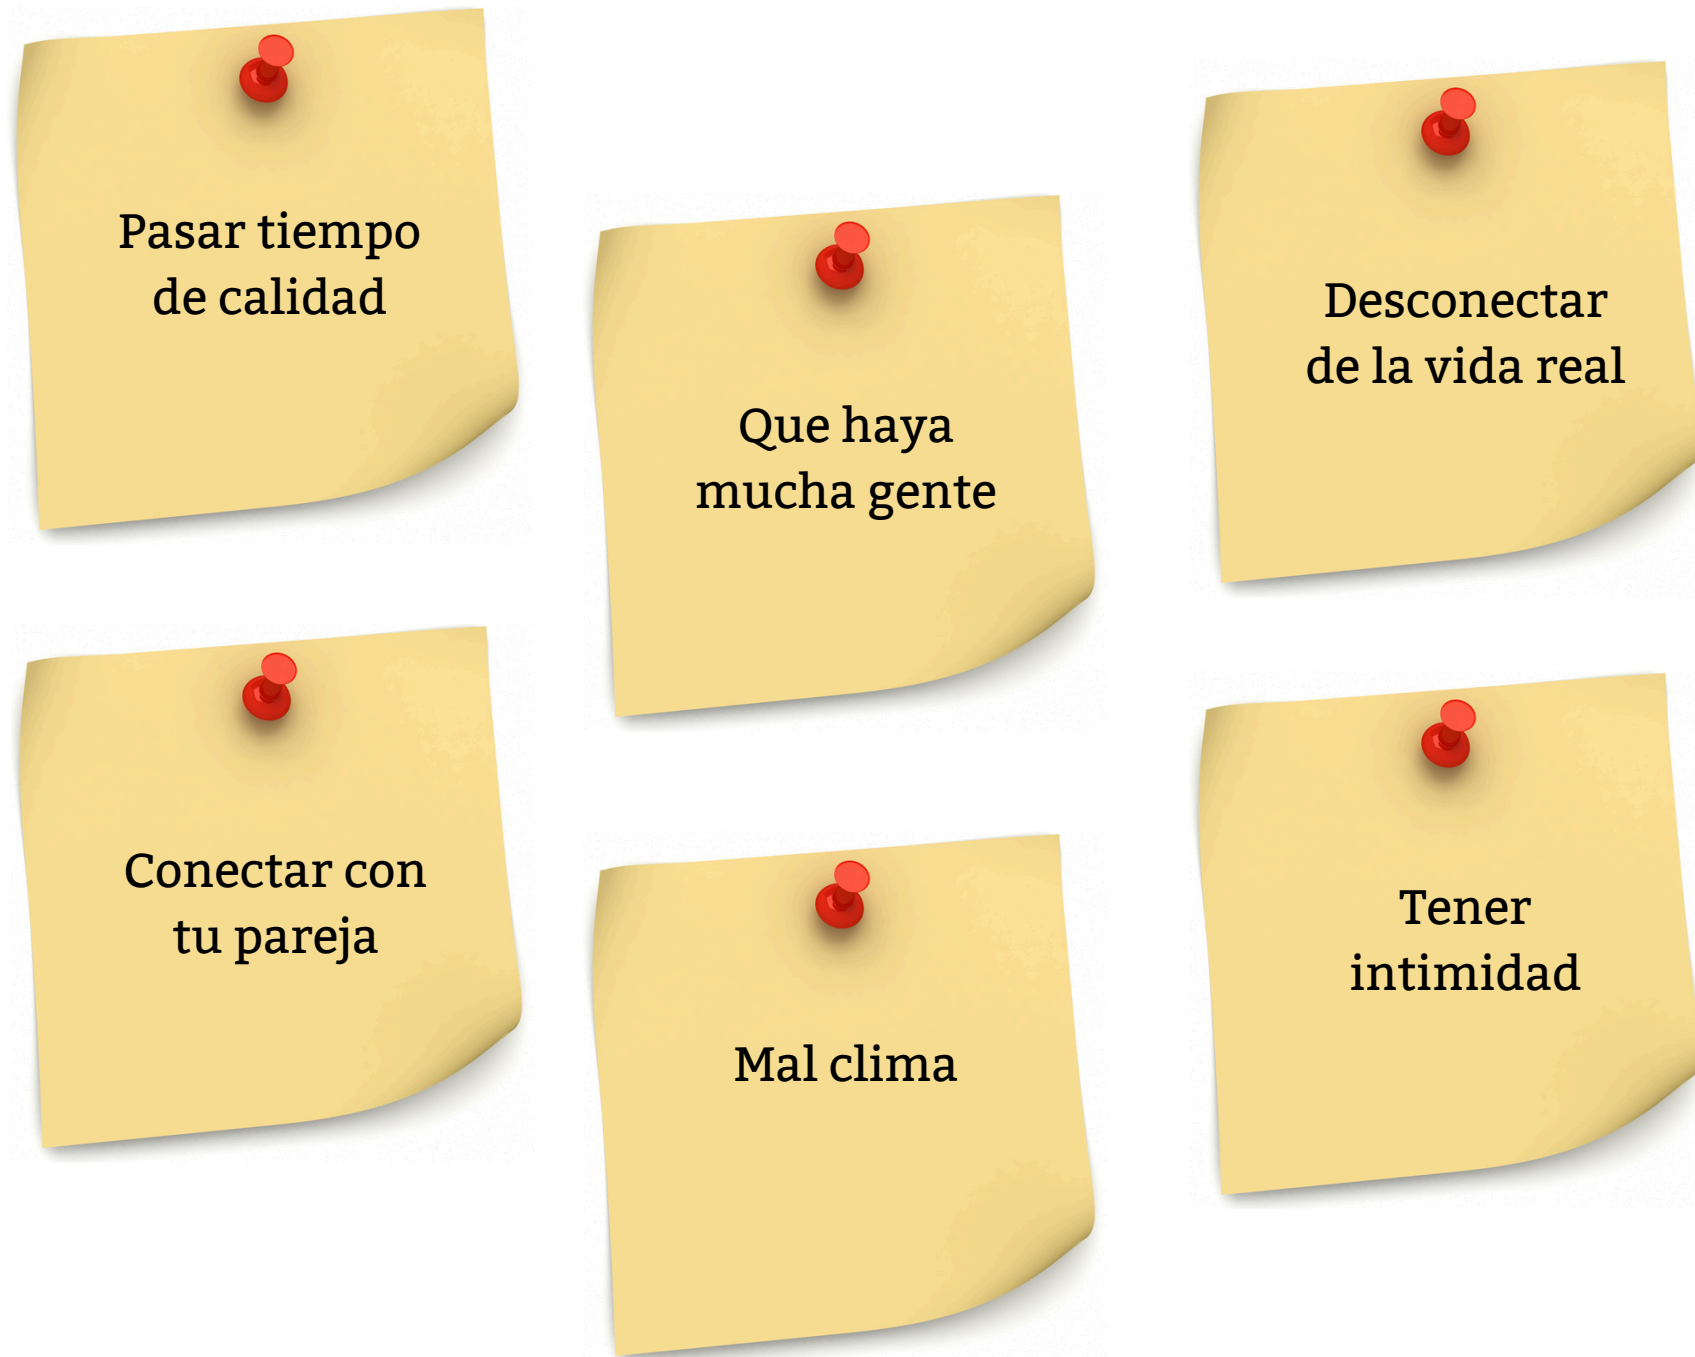 Pasar tiempo
de calidad
Que haya
mucha gente
Desconectar
de la vida real
Conectar con
tu pareja
Mal clima
Tener
intimidad